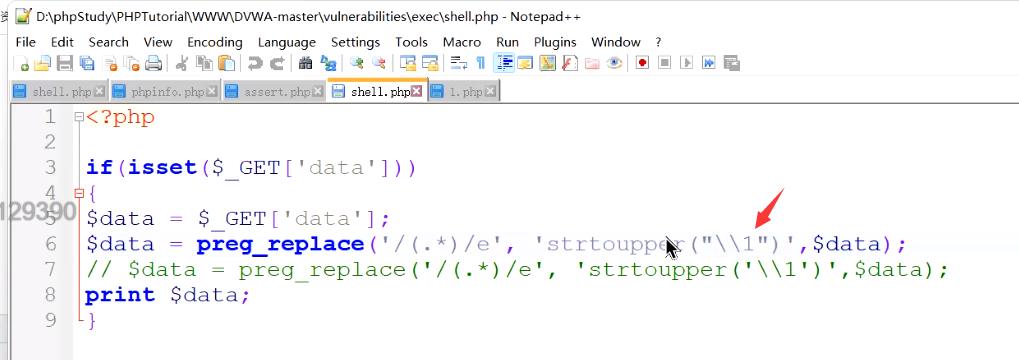 D:\phpStudy\PHPTutorial\WWW\DVWA-master\vulnerabilities\exec\shell.php - Notepad++
File Edit Search View Encoding Language Settings Tools Macro Run Plugins Window ?
shell.php phpinfo.php assert.php shell.php 1.php
1 <?php
2
3 if(isset($_GET['data']))
4 {
5 $data = $_GET['data'];
129390
6 $data = preg_replace('/(.*)/e', 'strtoupper("\\1")',$data);
7 // $data = preg_replace('/(.*)/e', 'strtoupper('\\1')',$data);
8 print $data;
9 }